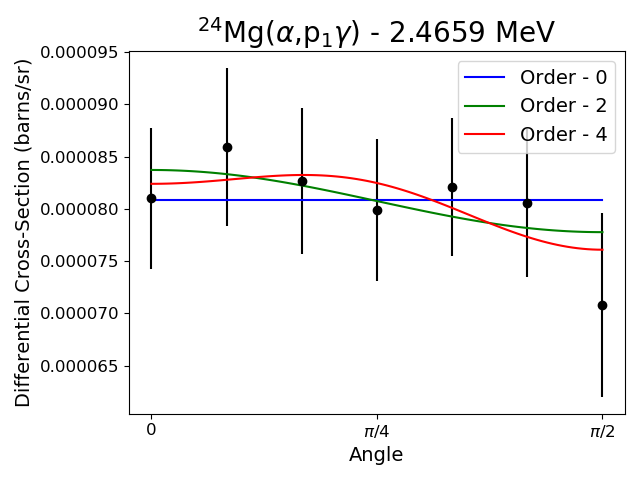 ²⁴Mg(α,p₁γ) - 2.4659 MeV
Differential Cross-Section (barns/sr)
0.000095
0.000090
0.000085
0.000080
0.000075
0.000070
0.000065
Order - 0
Order - 2
Order - 4
0 π/4 π/2
Angle